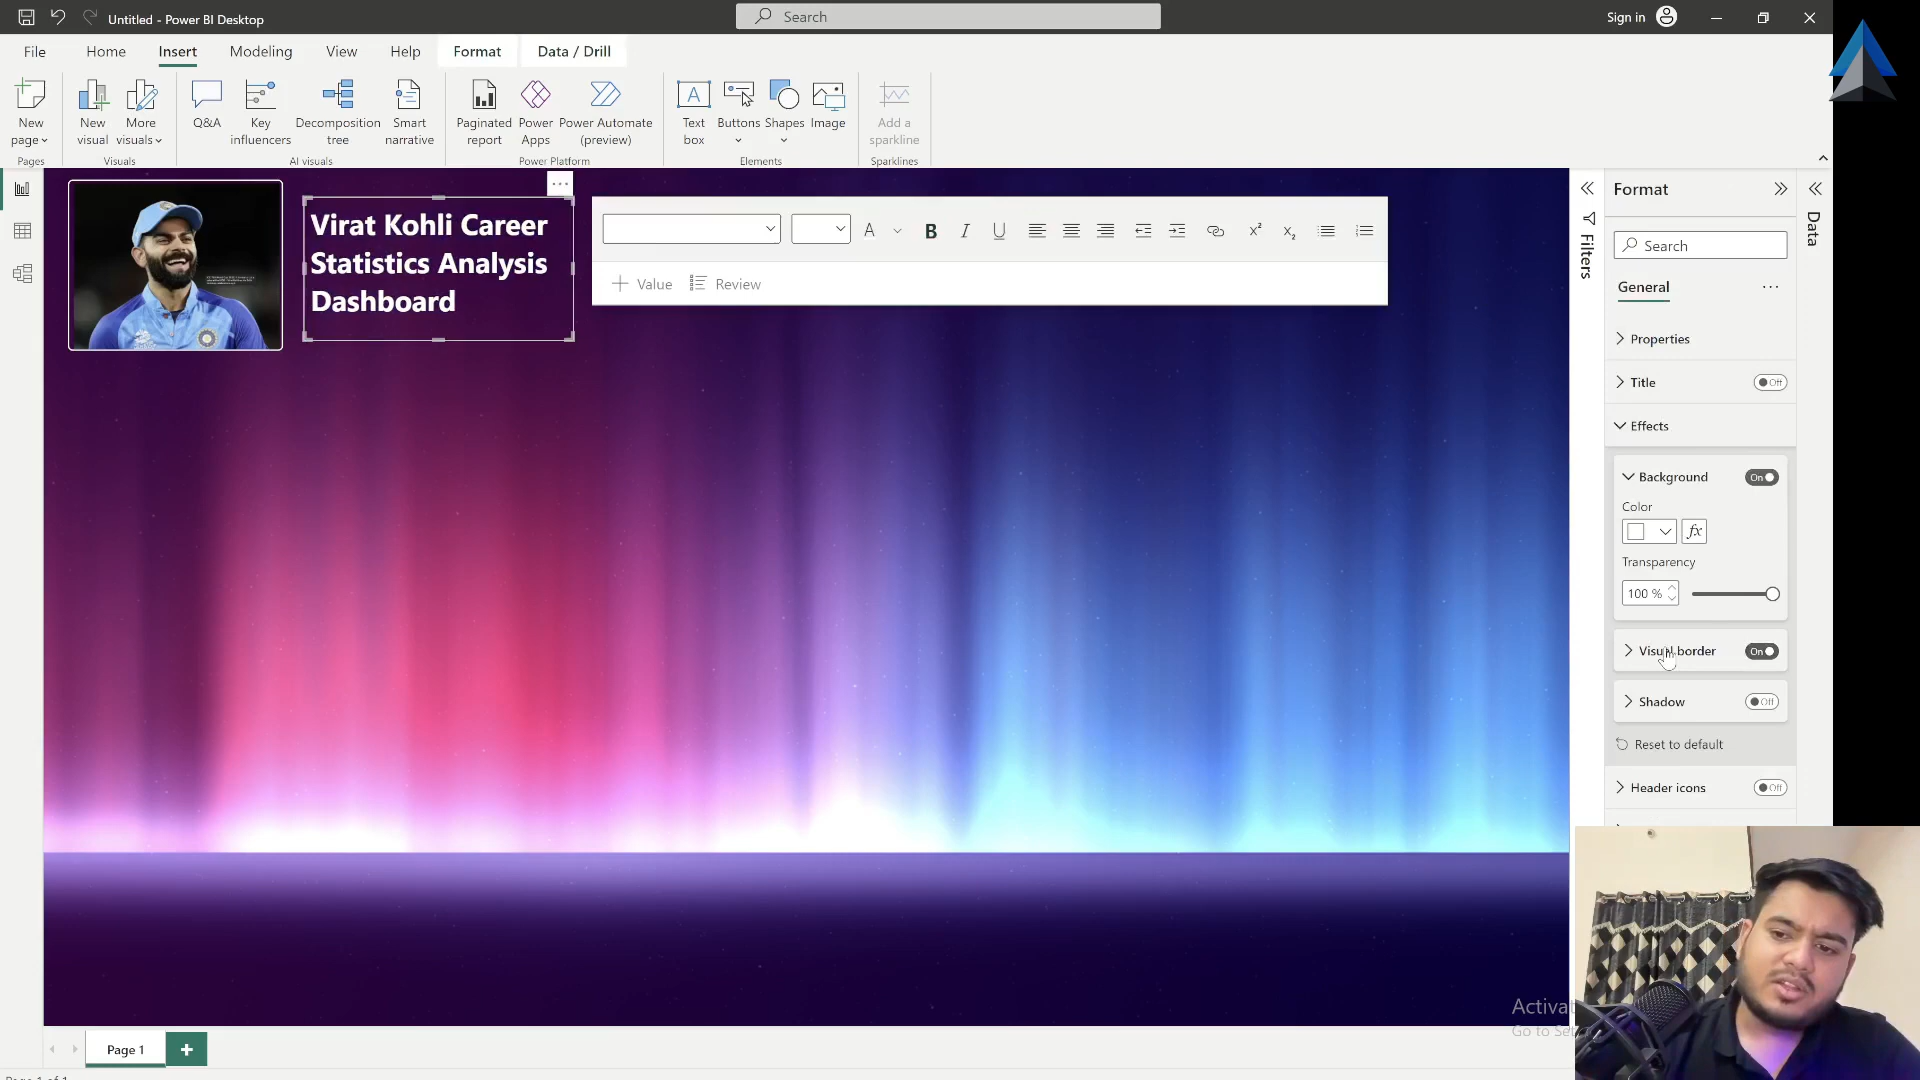 Untitled - Power BI Desktop
Search
Sign in
File
Home
Insert
Modeling
View
Help
Format
Data / Drill
New page
New visual
More visuals
Q&A
Key influencers
Decomposition tree
Smart narrative
Paginated report
Power Apps
Power Automate (preview)
Text box
Buttons
Shapes
Image
Add a sparkline
Pages
Visuals
AI visuals
Power Platform
Elements
Sparklines
Virat Kohli Career
Statistics Analysis
Dashboard
Value
Review
Filters
Format
Search
General
Properties
Title
Off
Effects
Background
On
Color
fx
Transparency
100 %
Visual border
On
Shadow
Off
Reset to default
Header icons
Off
Data
Page 1